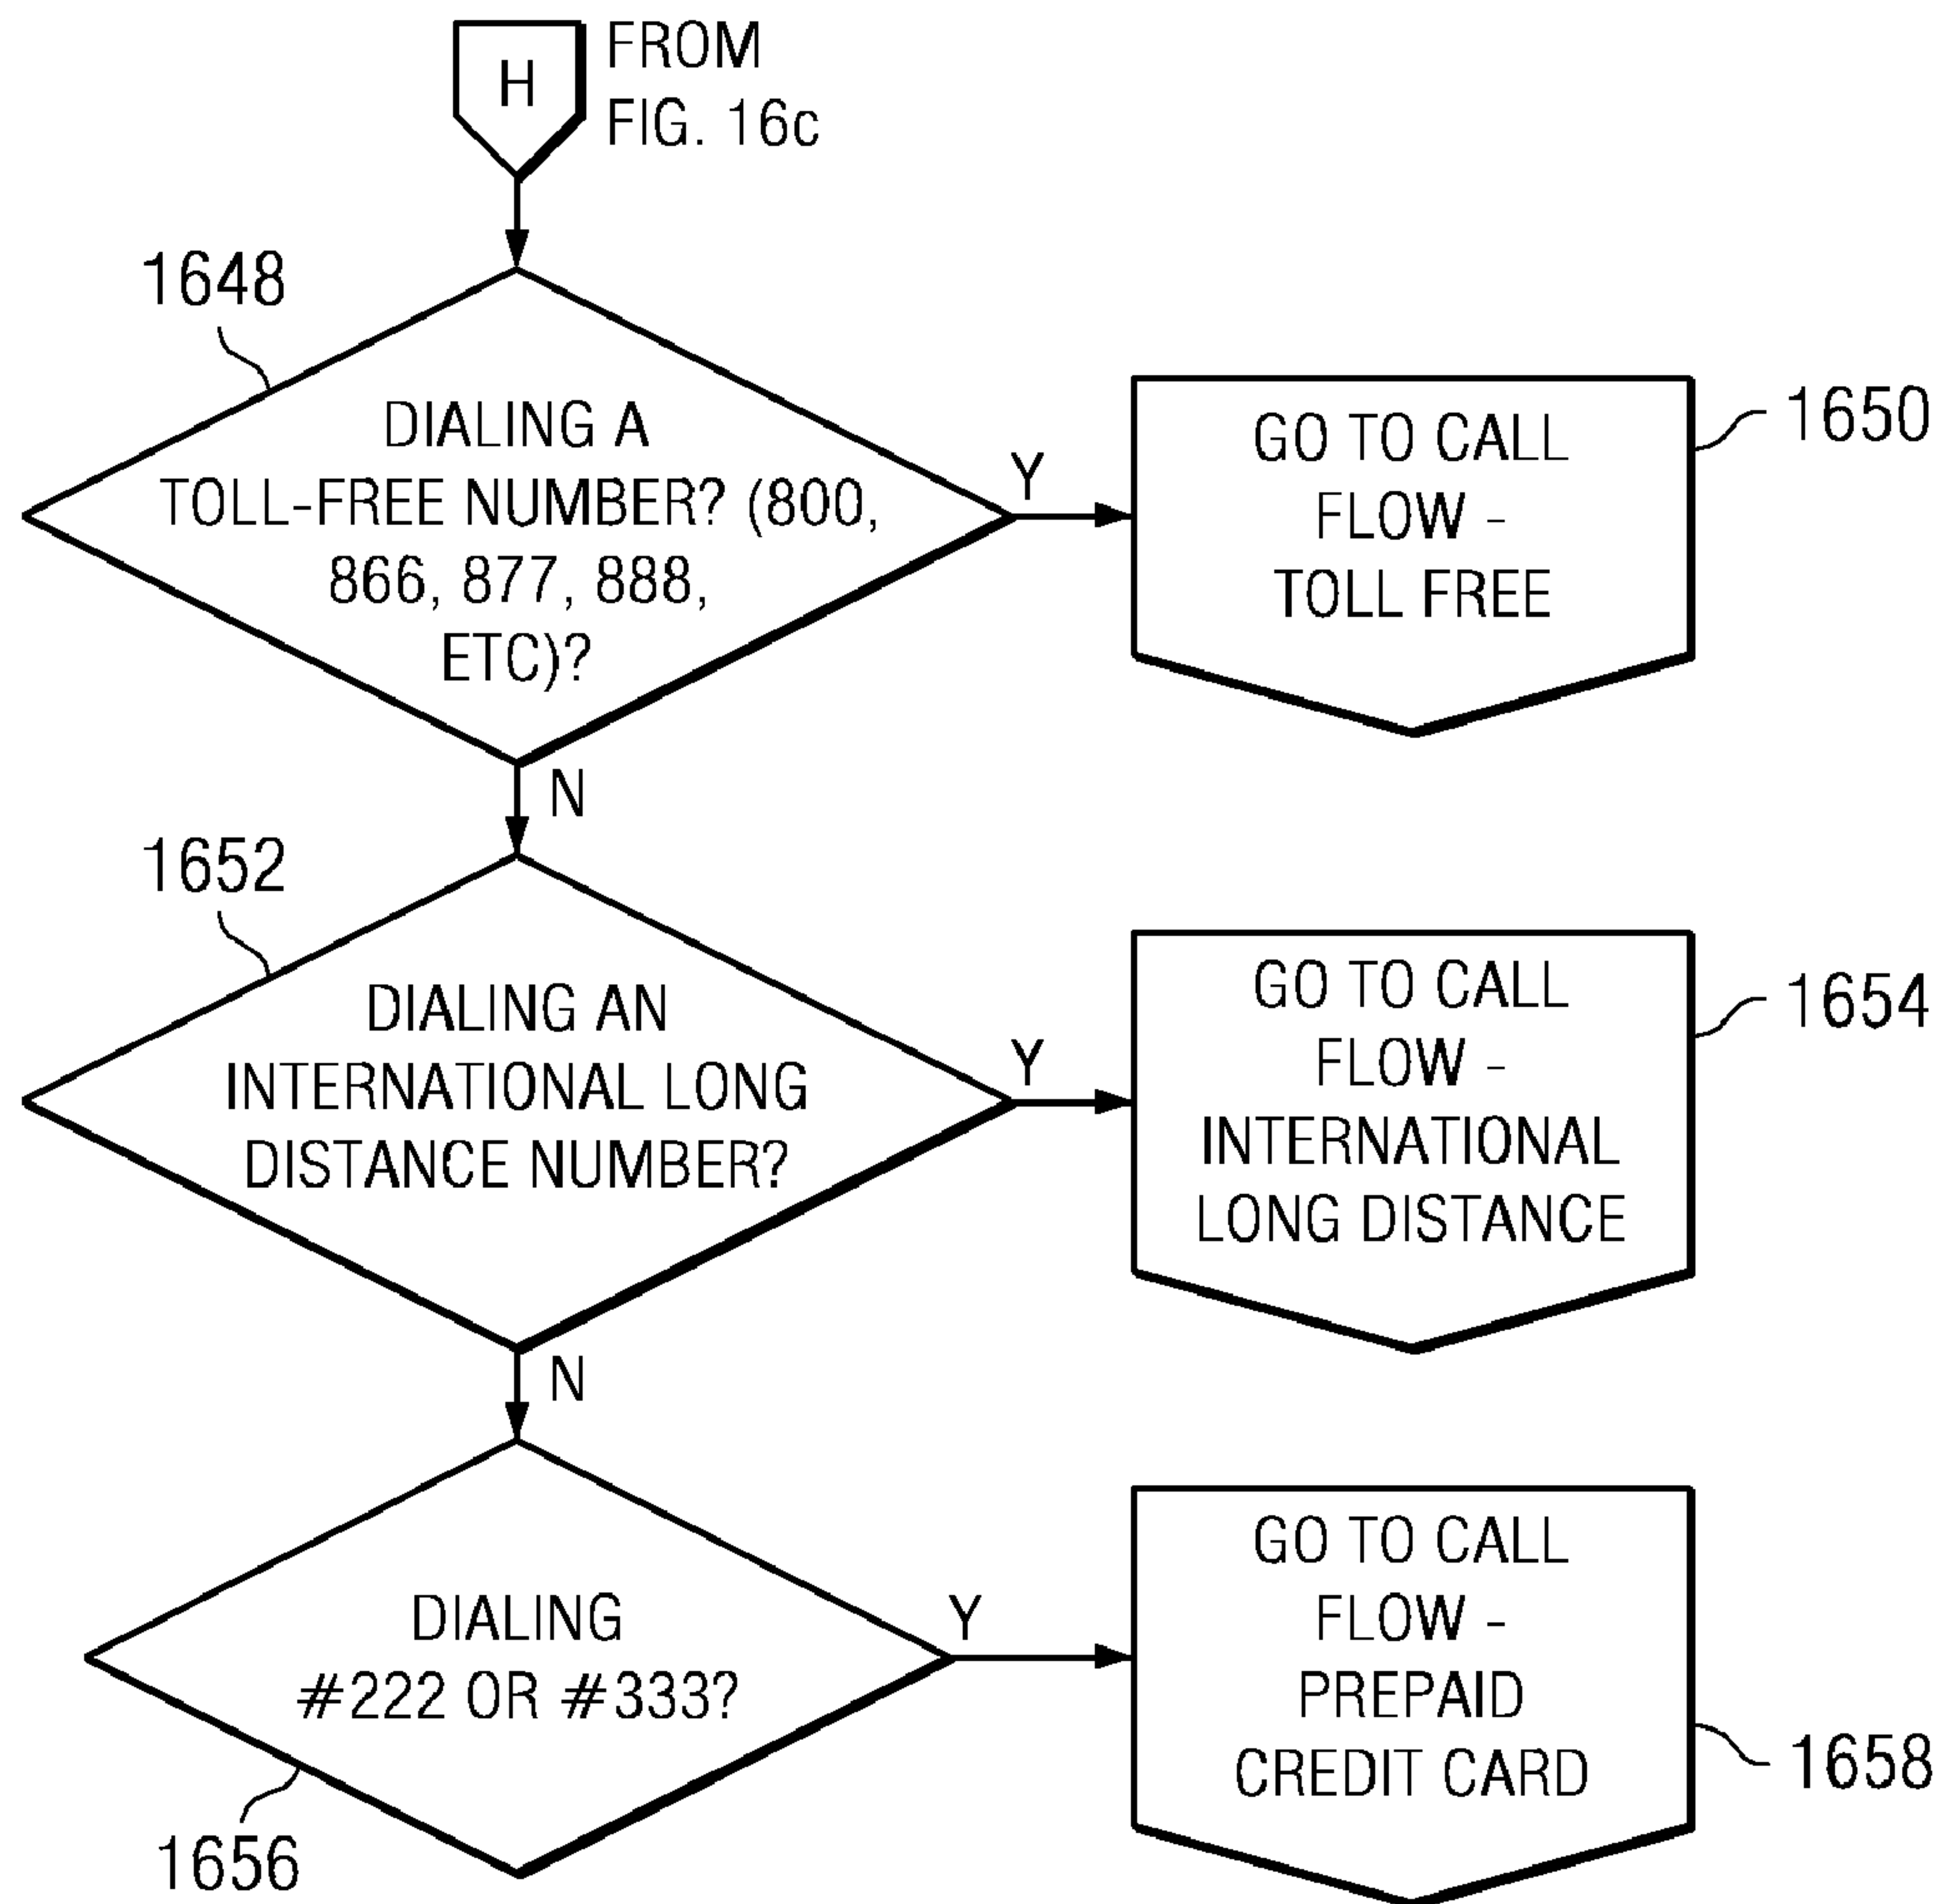 H
FROM
FIG. 16c
1648
DIALING A
TOLL-FREE NUMBER? (800,
866, 877, 888,
ETC)?
Y
GO TO CALL
FLOW -
TOLL FREE
1650
N
1652
DIALING AN
INTERNATIONAL LONG
DISTANCE NUMBER?
Y
GO TO CALL
FLOW -
INTERNATIONAL
LONG DISTANCE
1654
N
DIALING
#222 OR #333?
1656
Y
GO TO CALL
FLOW -
PREPAID
CREDIT CARD
1658